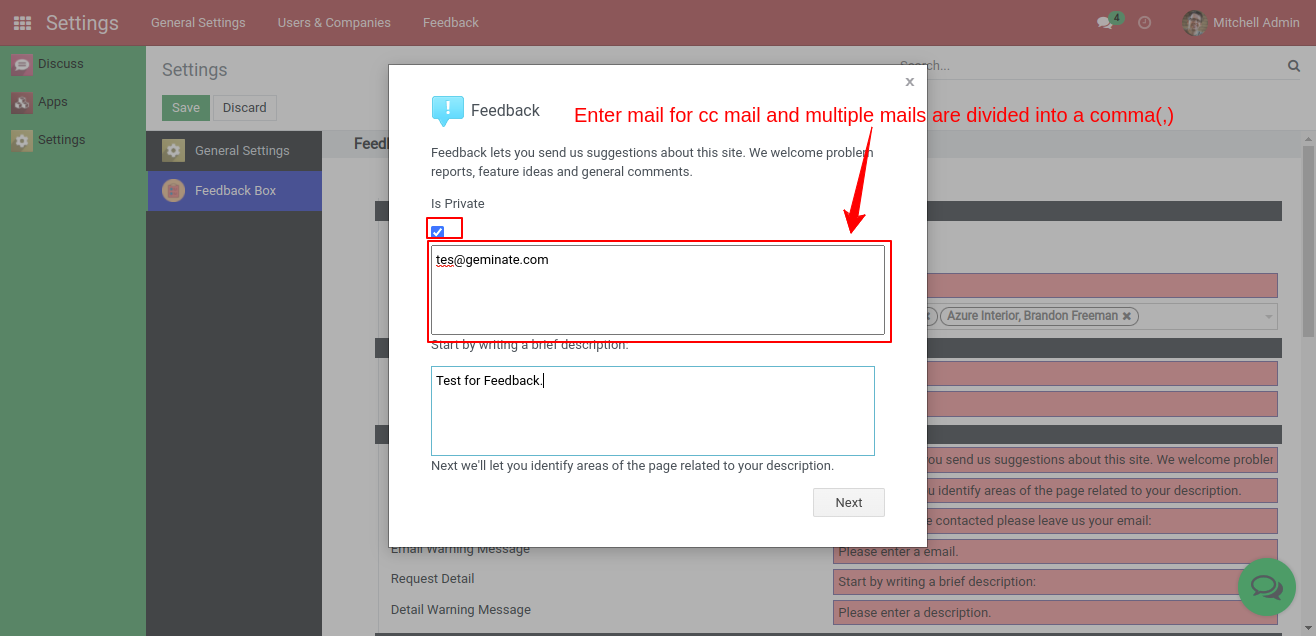 Settings
General Settings
Users & Companies
Feedback
4
Mitchell Admin
Discuss
Apps
Settings
Settings
Search...
Save
Discard
General Settings
Feedback Box
x
Feedback
Enter mail for cc mail and multiple mails are divided into a comma(,)
Feedback lets you send us suggestions about this site. We welcome problem
reports, feature ideas and general comments.
Is Private
tes@geminate.com
Azure Interior, Brandon Freeman
Start by writing a brief description:
Test for Feedback.
Next we'll let you identify areas of the page related to your description.
Next
you send us suggestions about this site. We welcome
identify areas of the page related to your description.
contacted please leave us your email:
Email Warning Message
Please enter a email.
Request Detail
Start by writing a brief description:
Detail Warning Message
Please enter a description.